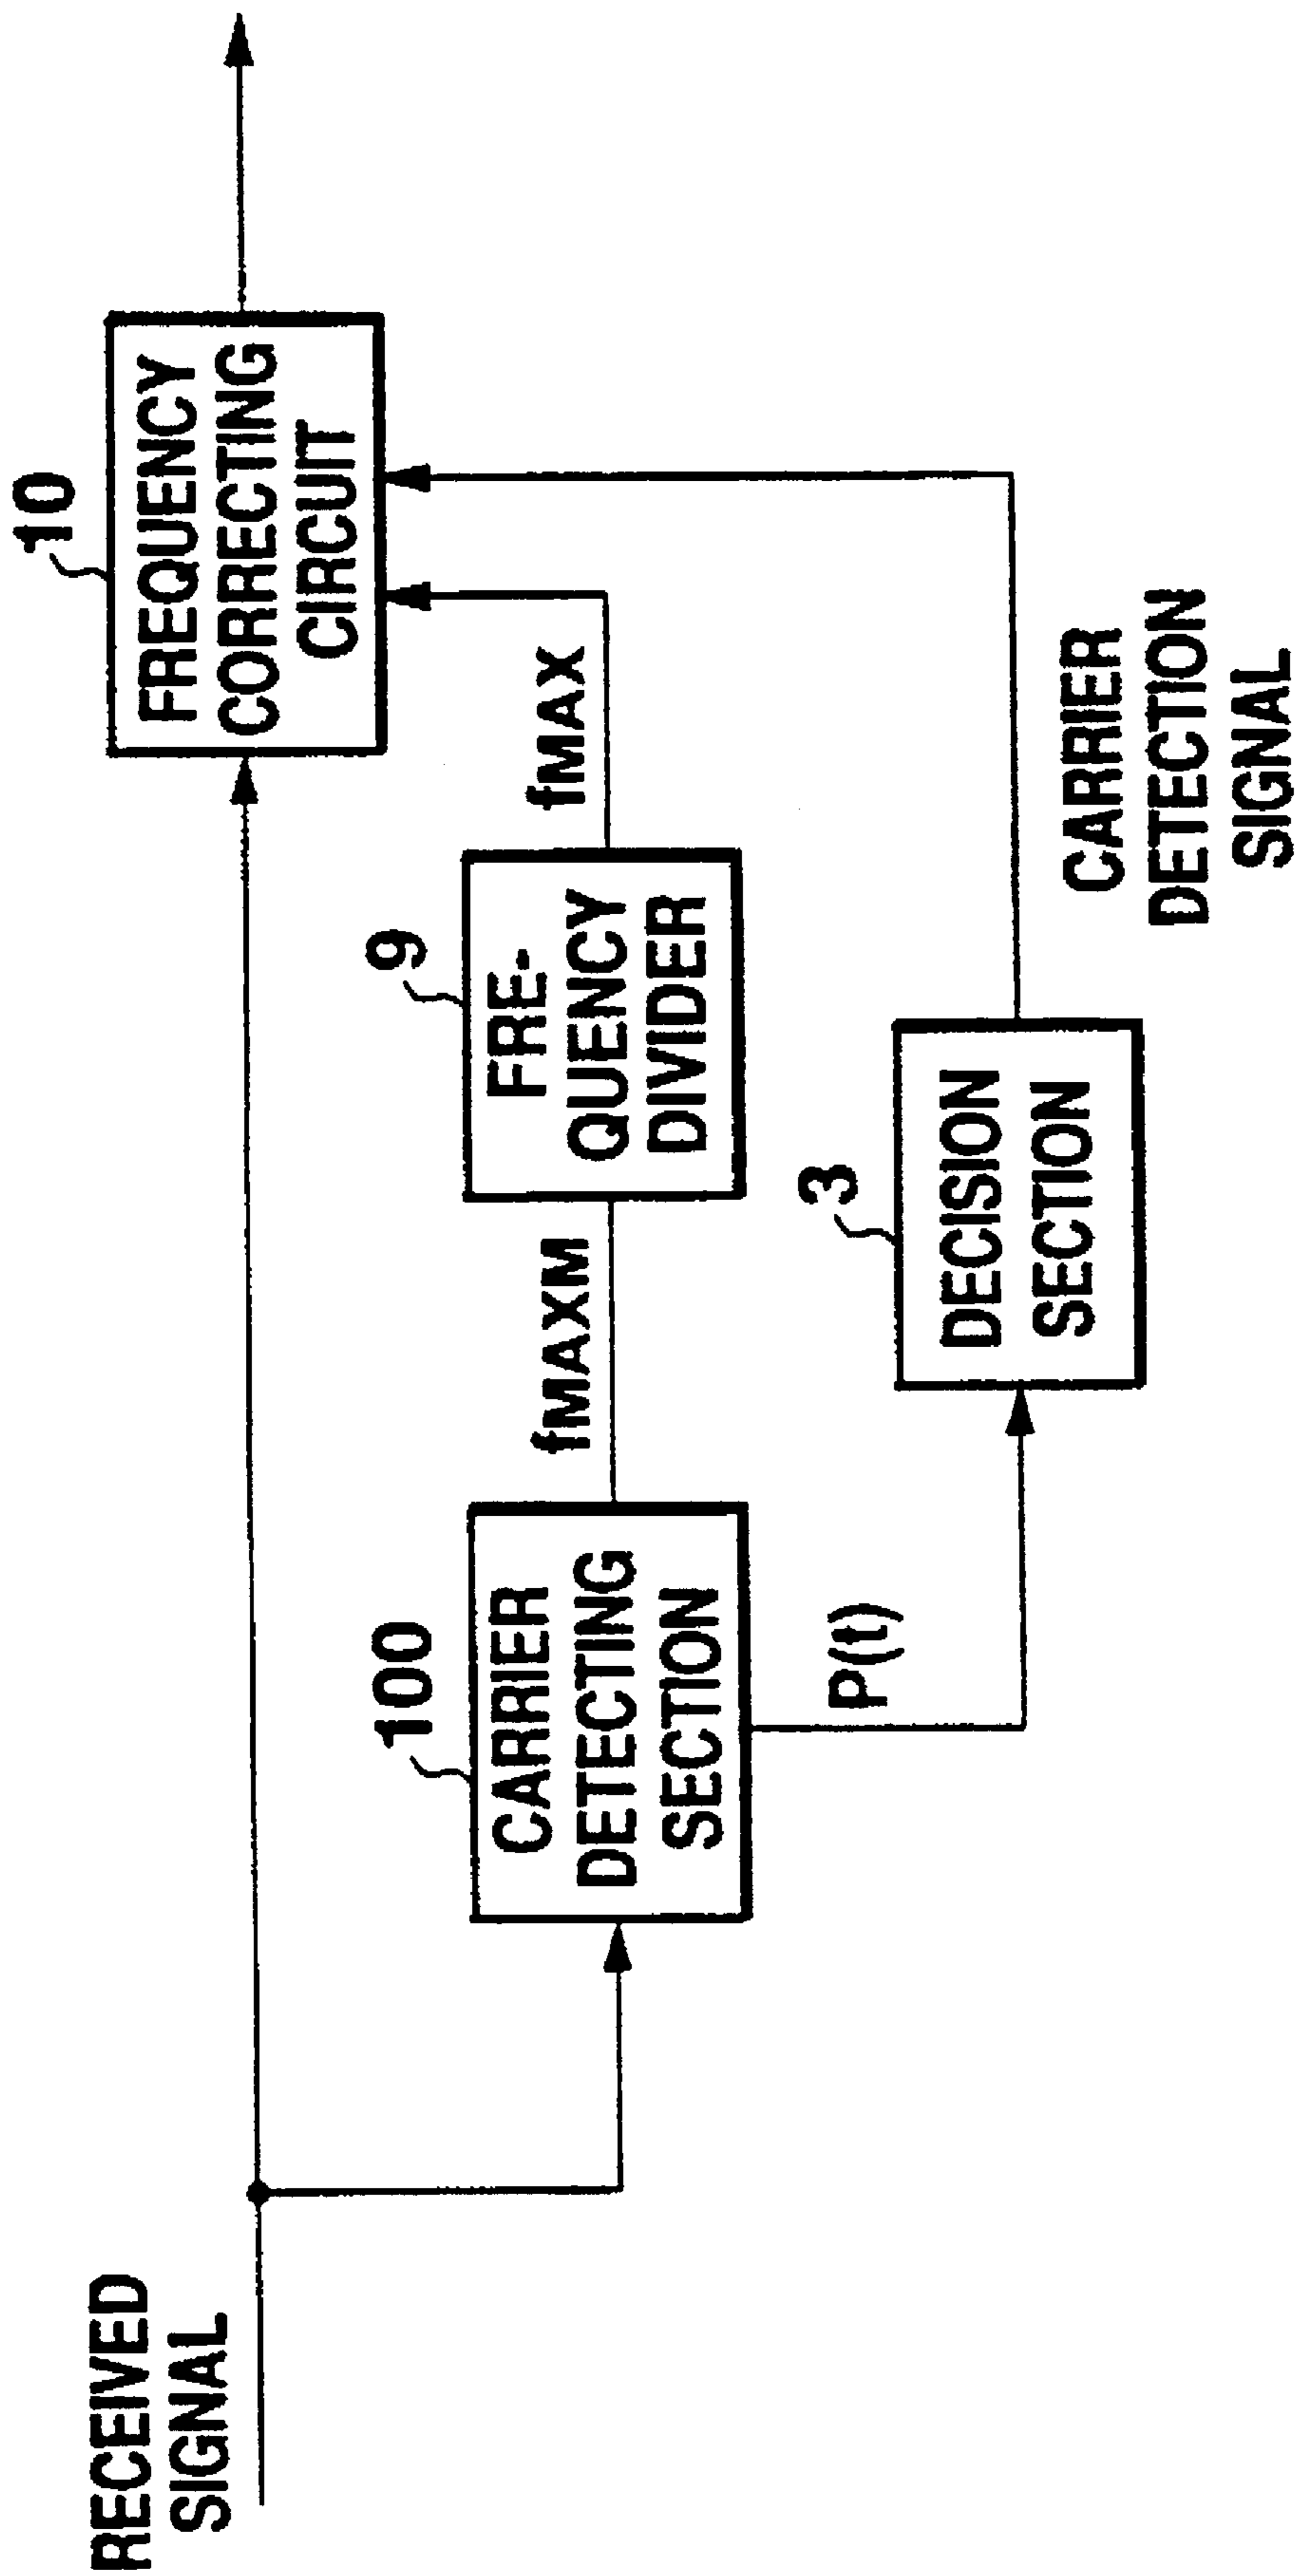 RECEIVED
SIGNAL
10
FREQUENCY
CORRECTING
CIRCUIT
100
CARRIER
DETECTING
SECTION
fMAXM
9
FRE-
QUENCY
DIVIDER
fMAX
P(t)
3
DECISION
SECTION
CARRIER
DETECTION
SIGNAL